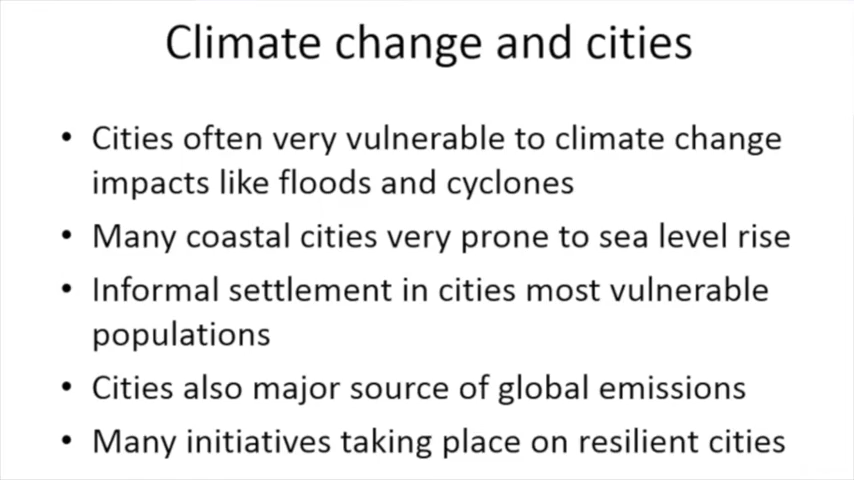 Climate change and cities
• Cities often very vulnerable to climate change
impacts like floods and cyclones
• Many coastal cities very prone to sea level rise
• Informal settlement in cities most vulnerable
populations
• Cities also major source of global emissions
• Many initiatives taking place on resilient cities